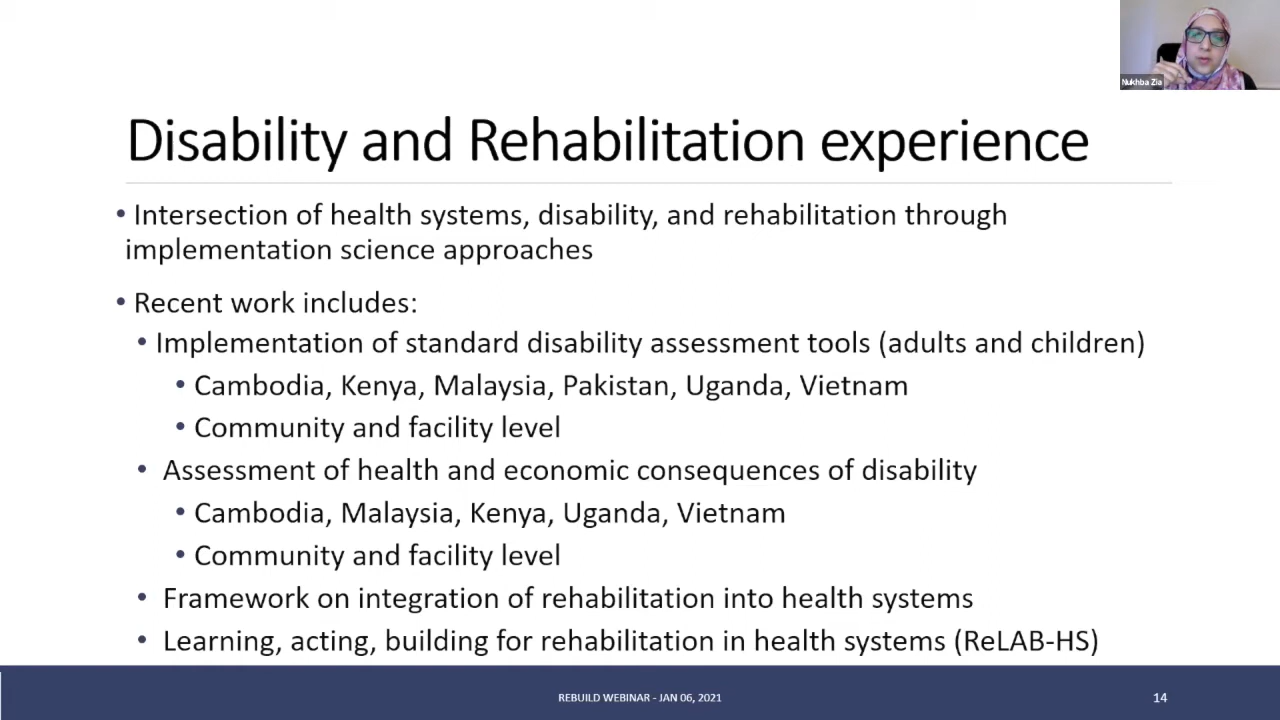 Nukhba Zia
Disability and Rehabilitation experience
• Intersection of health systems, disability, and rehabilitation through
implementation science approaches
• Recent work includes:
• Implementation of standard disability assessment tools (adults and children)
• Cambodia, Kenya, Malaysia, Pakistan, Uganda, Vietnam
• Community and facility level
• Assessment of health and economic consequences of disability
• Cambodia, Malaysia, Kenya, Uganda, Vietnam
• Community and facility level
• Framework on integration of rehabilitation into health systems
• Learning, acting, building for rehabilitation in health systems (ReLAB-HS)
REBUILD WEBINAR - JAN 06, 2021
14